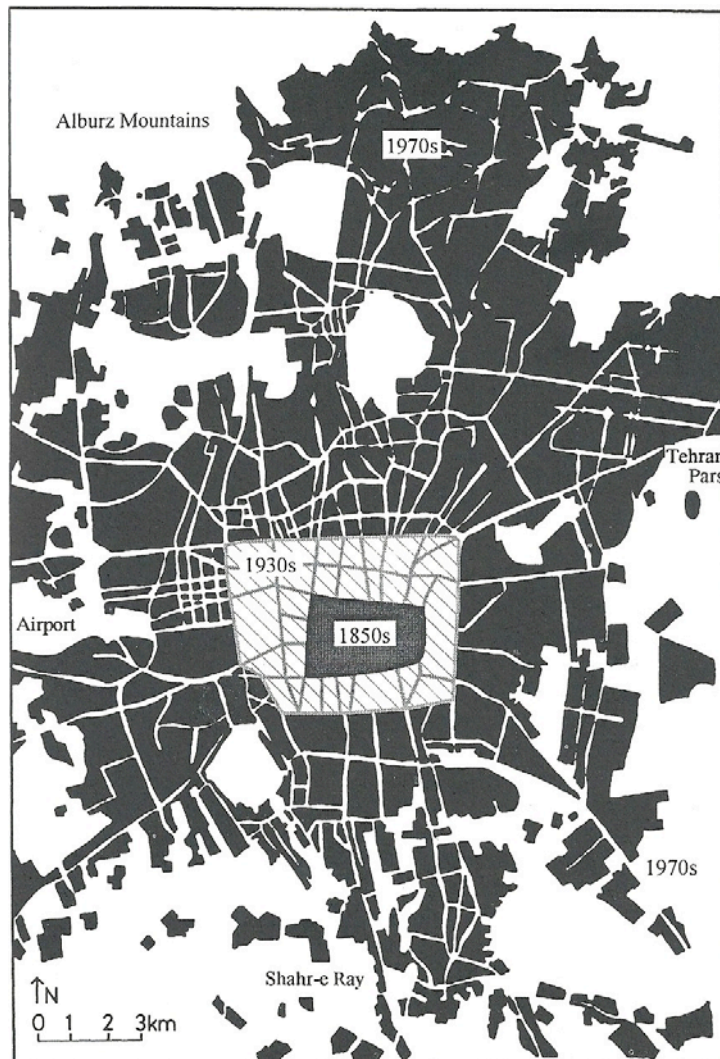 Alburz Mountains
1970s
Tehran
Pars
1930s
Airport
1850s
1970s
Shahr-e Ray
N
0 1 2 3km